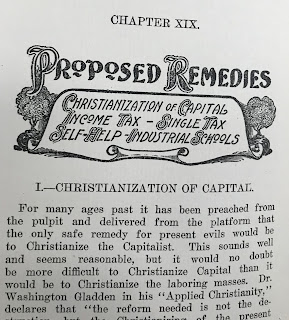 CHAPTER XIX.
PROPOSED REMEDIES
CHRISTIANIZATION OF CAPITAL
INCOME TAX - SINGLE TAX
SELF-HELP - INDUSTRIAL SCHOOLS
I.—CHRISTIANIZATION OF CAPITAL.
For many ages past it has been preached from
the pulpit and delivered from the platform that
the only safe remedy for present evils would be
to Christianize the Capitalist. This sounds well
and seems reasonable, but it would no doubt
be more difficult to Christianize Capital than it
would be to Christianize the laboring masses. Dr.
Washington Gladden in his "Applied Christianity,"
declares that "the reform needed is not the de-